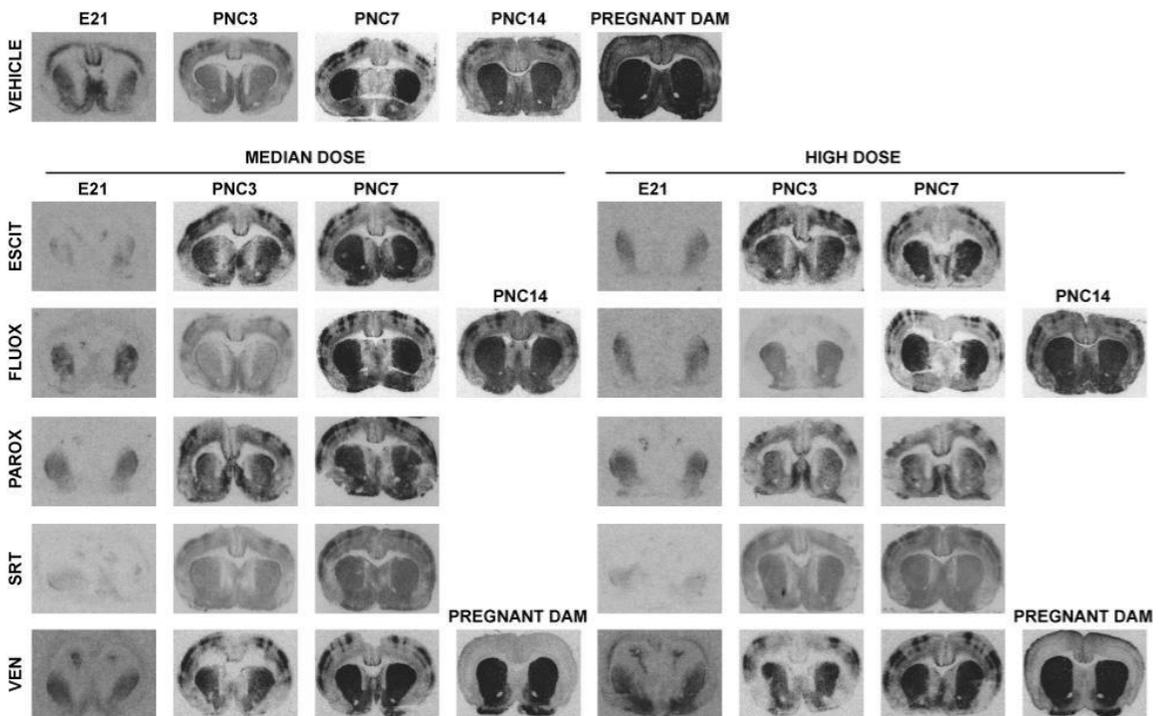 E21 PNC3 PNC7 PNC14 PREGNANT DAM
VEHICLE
MEDIAN DOSE HIGH DOSE
E21 PNC3 PNC7 E21 PNC3 PNC7
ESCIT
PNC14 PNC14
FLUOX
PAROX
SRT
PREGNANT DAM PREGNANT DAM
VEN